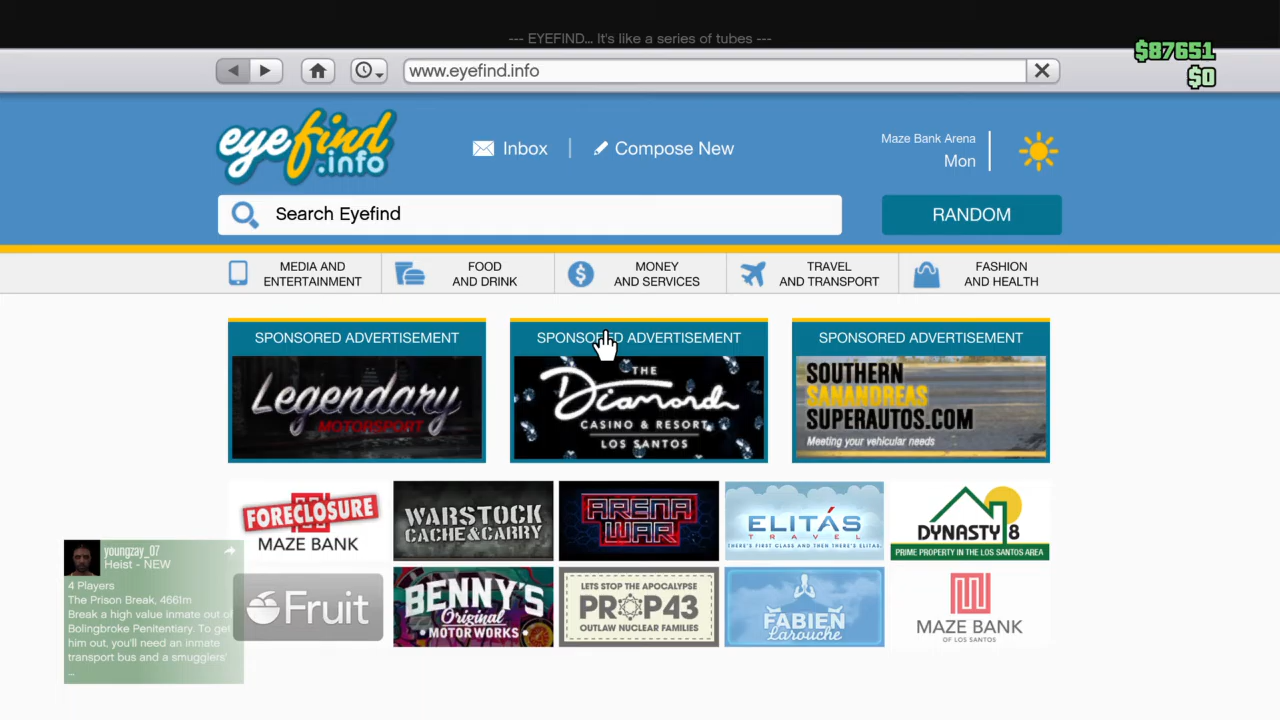 --- EYEFIND... It's like a series of tubes ---
$87651
$0
www.eyefind.info
eyefind
.info
Inbox
Compose New
Maze Bank Arena
Mon
Search Eyefind
RANDOM
MEDIA AND
ENTERTAINMENT
FOOD
AND DRINK
MONEY
AND SERVICES
TRAVEL
AND TRANSPORT
FASHION
AND HEALTH
SPONSORED ADVERTISEMENT
Legendary
MOTORSPORT
SPONSORED ADVERTISEMENT
THE
Diamond
CASINO & RESORT
LOS SANTOS
SPONSORED ADVERTISEMENT
SOUTHERN
SANANDREAS
SUPERAUTOS.COM
Meeting your vehicular needs
FORECLOSURE
MAZE BANK
WARSTOCK
CACHE&CARRY
ARENA
WAR
ELITÁS
TRAVEL
THERE'S FIRST CLASS AND THEN THERE'S ELITAS.
DYNASTY 8
PRIME PROPERTY IN THE LOS SANTOS AREA
Fruit
BENNY'S
Original
MOTOR WORKS
LETS STOP THE APOCALYPSE
PROP43
OUTLAW NUCLEAR FAMILIES
FABIEN
Larouche
MAZE BANK
OF LOS SANTOS
youngzay_07
Heist - NEW
4 Players
The Prison Break, 4661m
Break a high value inmate out of
Bolingbroke Penitentiary. To get
him out, you'll need an inmate
transport bus and a smugglers'
...